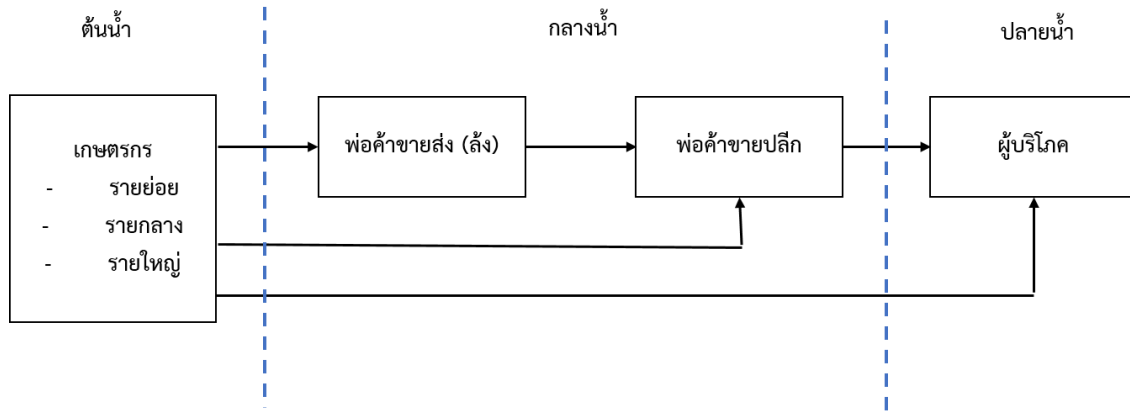 ต้นน้ำ
กลางน้ำ
ปลายน้ำ
เกษตรกร
- รายย่อย
- รายกลาง
- รายใหญ่
พ่อค้าขายส่ง (ล้ง)
พ่อค้าขายปลีก
ผู้บริโภค